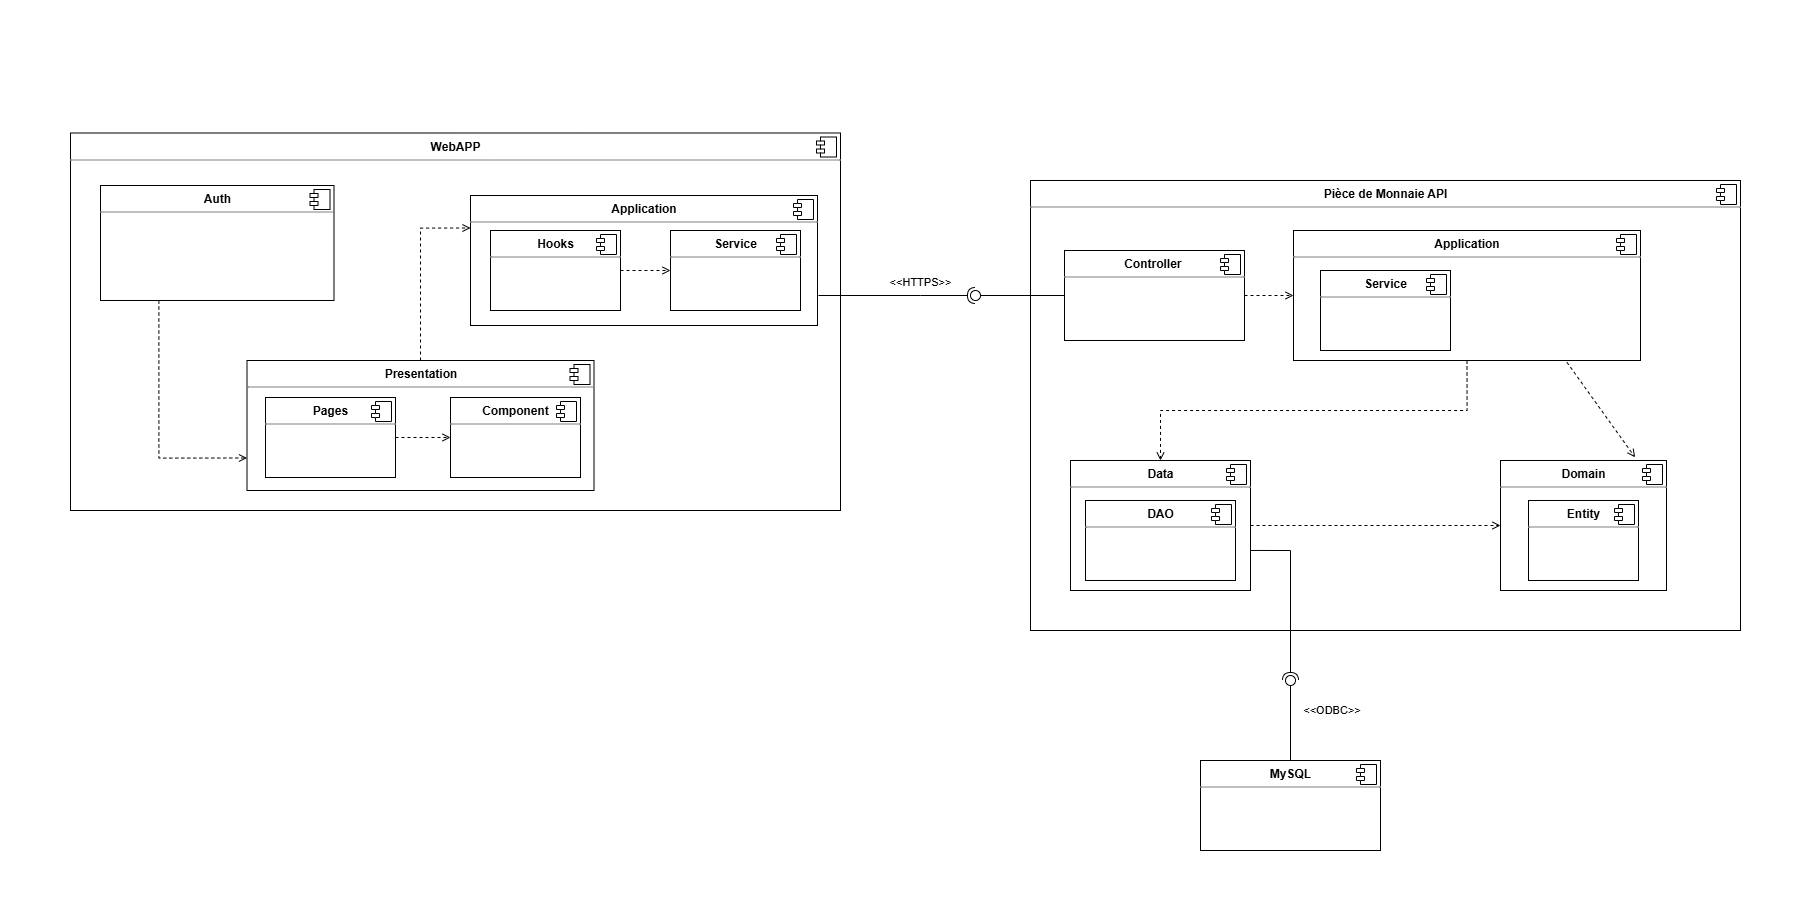 WebAPP
Auth
Application
Hooks
Service
Presentation
Pages
Component
<<HTTPS>>
Pièce de Monnaie API
Controller
Application
Service
Data
DAO
Domain
Entity
<<ODBC>>
MySQL